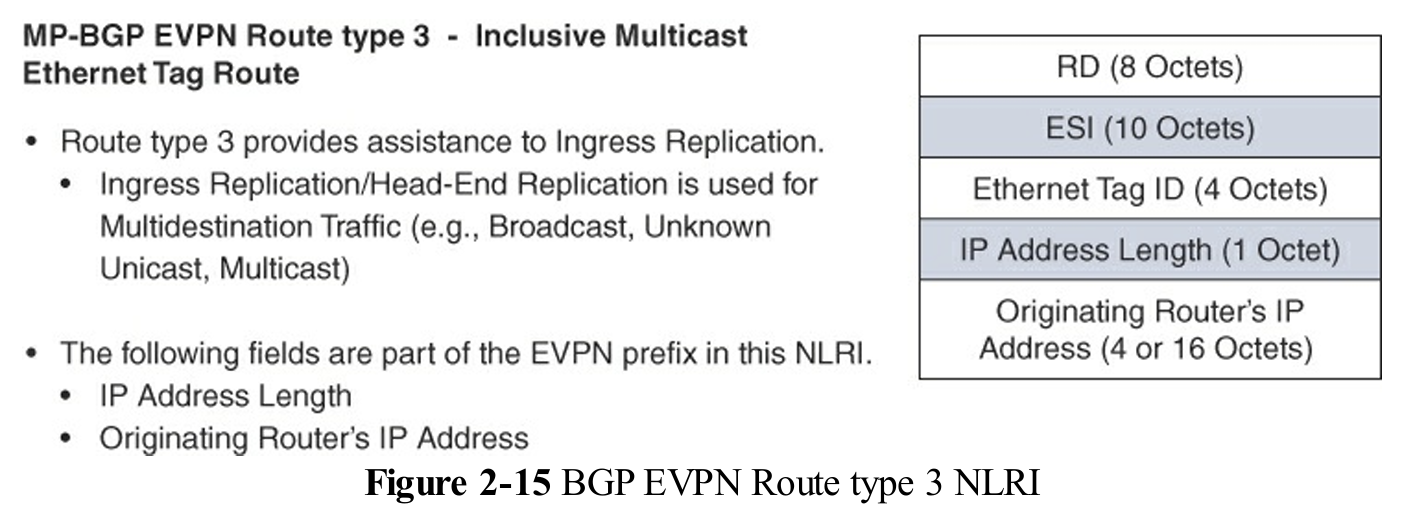 MP-BGP EVPN Route type 3 - Inclusive Multicast
Ethernet Tag Route
• Route type 3 provides assistance to Ingress Replication.
• Ingress Replication/Head-End Replication is used for
Multidestination Traffic (e.g., Broadcast, Unknown
Unicast, Multicast)
• The following fields are part of the EVPN prefix in this NLRI.
• IP Address Length
• Originating Router's IP Address
RD (8 Octets)
ESI (10 Octets)
Ethernet Tag ID (4 Octets)
IP Address Length (1 Octet)
Originating Router's IP
Address (4 or 16 Octets)
Figure 2-15 BGP EVPN Route type 3 NLRI